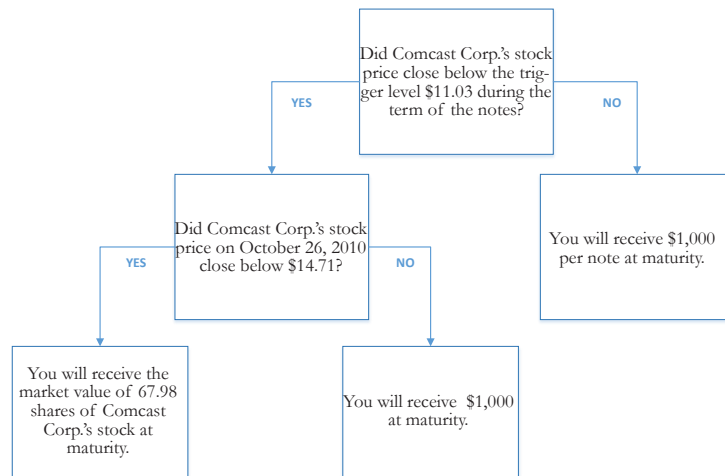 Did Comcast Corp.'s stock
price close below the trig-
ger level $11.03 during the
term of the notes?
YES
NO
Did Comcast Corp.'s stock
price on October 26, 2010
close below $14.71?
You will receive $1,000
per note at maturity.
YES
NO
You will receive the
market value of 67.98
shares of Comcast
Corp.'s stock at
maturity.
You will receive $1,000
at maturity.